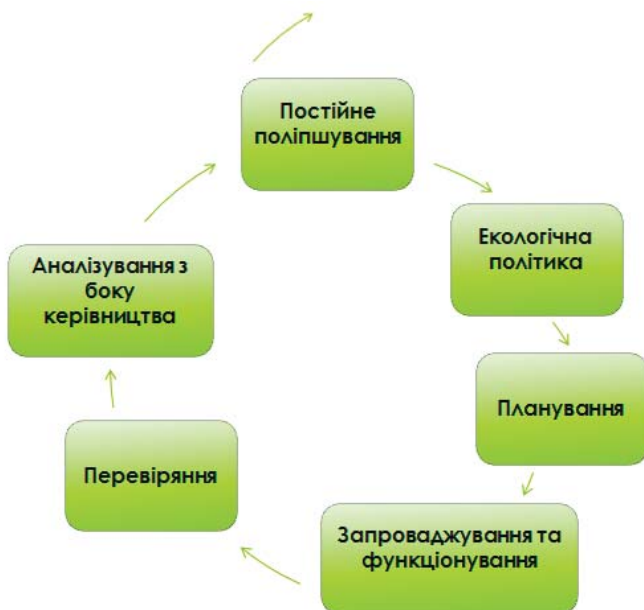 Постійне
поліпшування
Екологічна
політика
Планування
Запроваджування та
функціонування
Перевіряння
Аналізування з
боку
керівництва